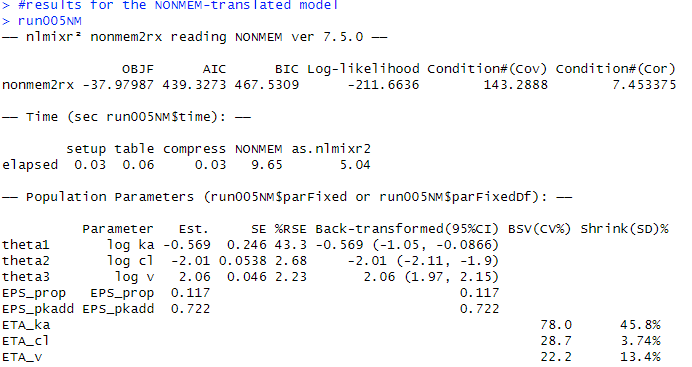 > #results for the NONMEM-translated model
> run005NM
── nlmixr² nonmem2rx reading NONMEM ver 7.5.0 ──
OBJF AIC BIC Log-likelihood Condition#(Cov) Condition#(Cor)
nonmem2rx -37.97987 439.3273 467.5309 -211.6636 143.2888 7.453375
── Time (sec run005NM$time): ──
setup table compress NONMEM as.nlmixr2
elapsed 0.03 0.06 0.03 9.65 5.04
── Population Parameters (run005NM$parFixed or run005NM$parFixedDf): ──
Parameter Est. SE %RSE Back-transformed(95%CI) BSV(CV%) Shrink(SD)%
theta1 log ka -0.569 0.246 43.3 -0.569 (-1.05, -0.0866)
theta2 log cl -2.01 0.0538 2.68 -2.01 (-2.11, -1.9)
theta3 log v 2.06 0.046 2.23 2.06 (1.97, 2.15)
EPS_prop EPS_prop 0.117 0.117
EPS_pkadd EPS_pkadd 0.722 0.722
ETA_ka 78.0 45.8%
ETA_cl 28.7 3.74%
ETA_v 22.2 13.4%